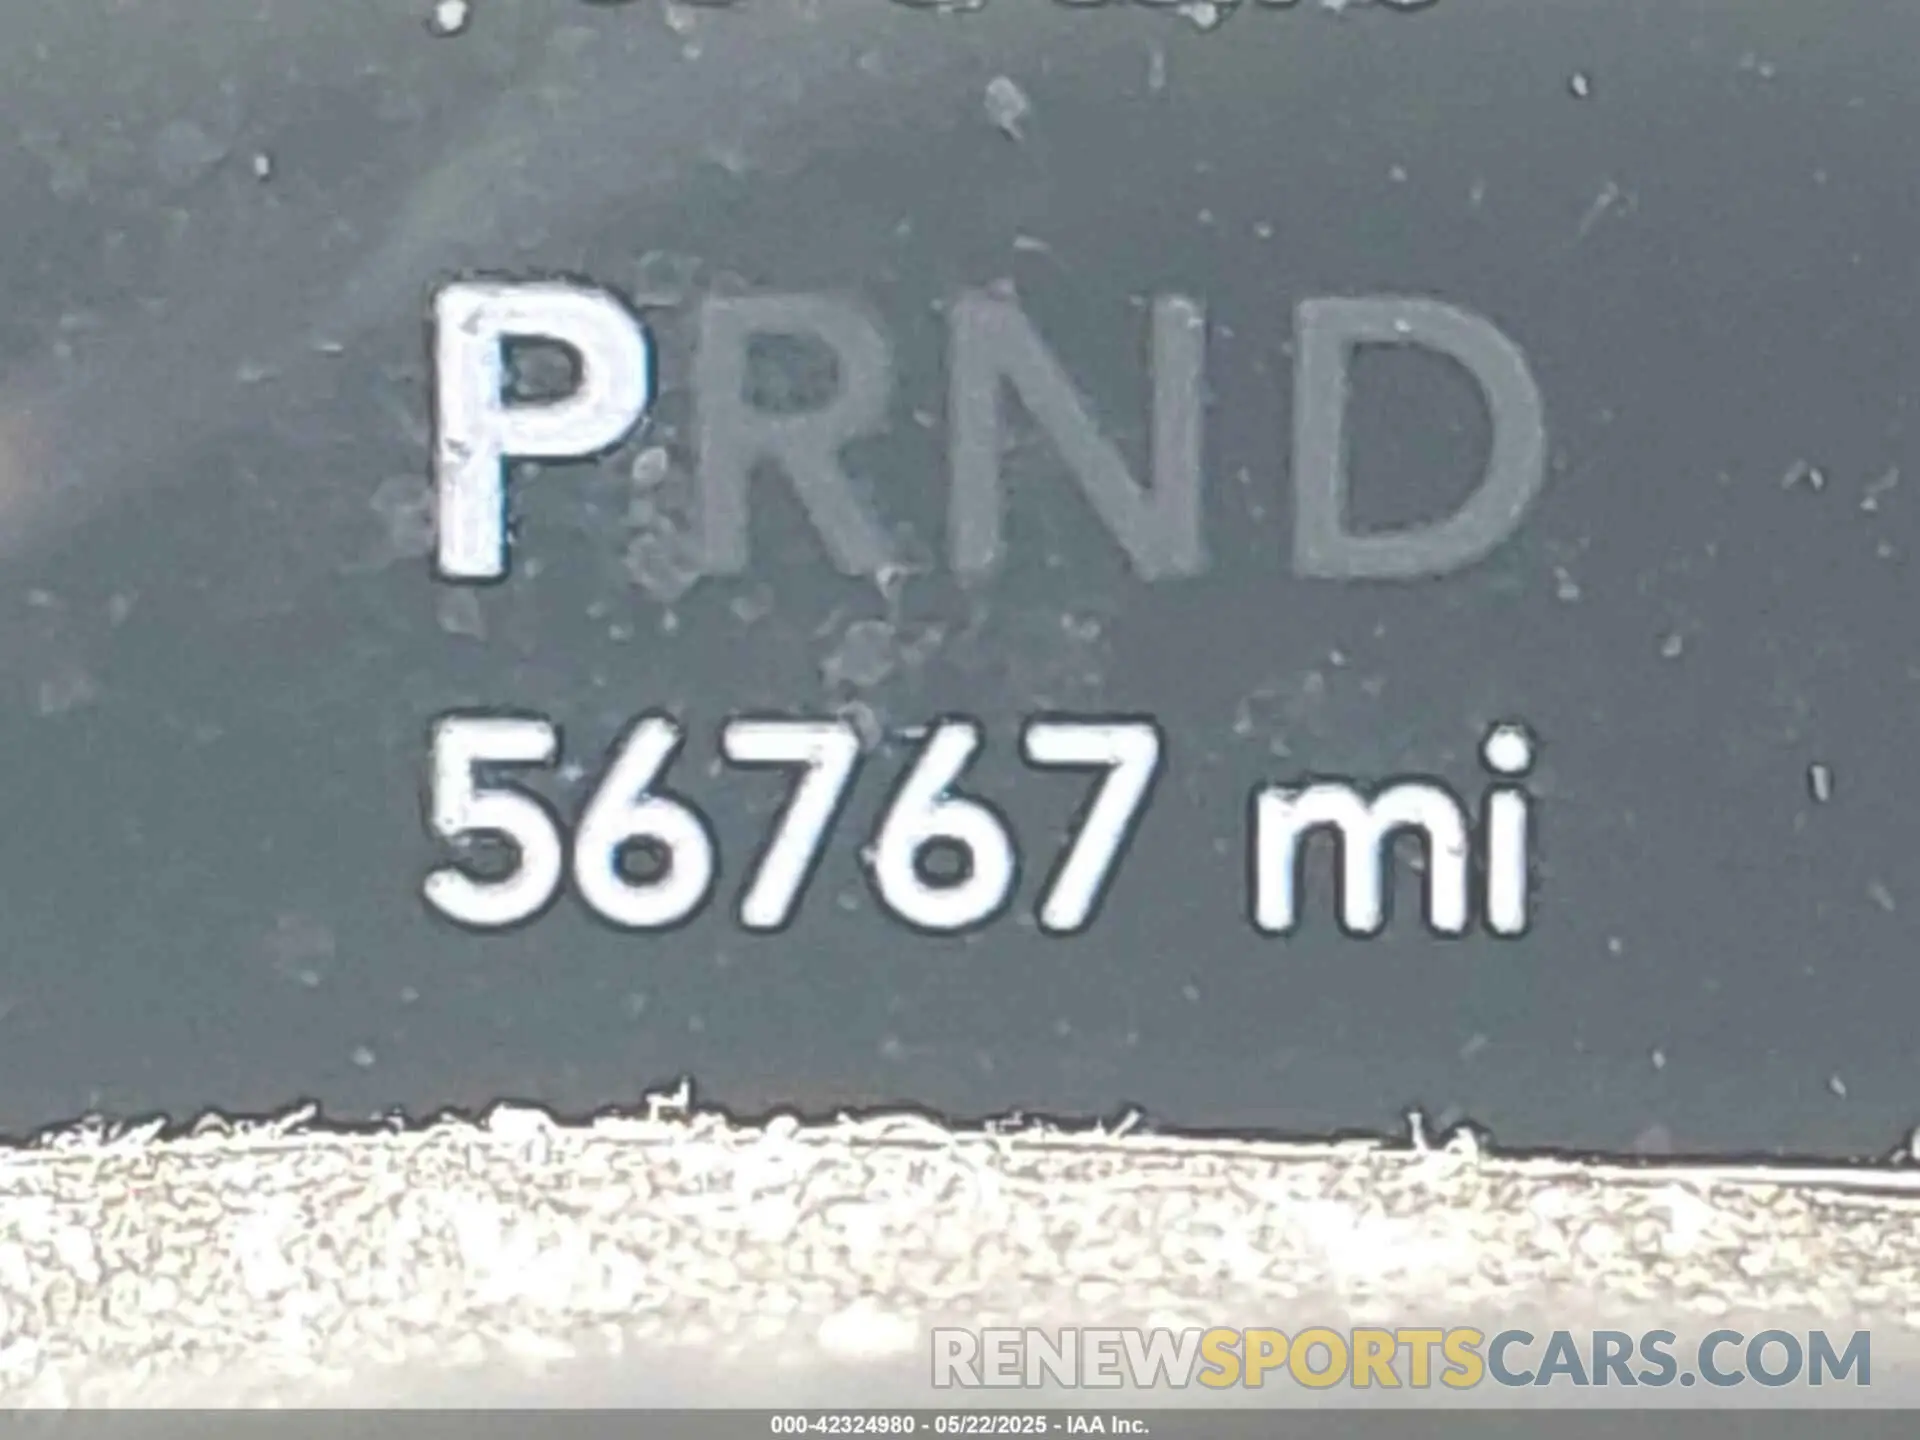 PRND
56767 mi
RENEWSPORTSCARS.COM
000-42324980 - 05/22/2025 - IAA Inc.